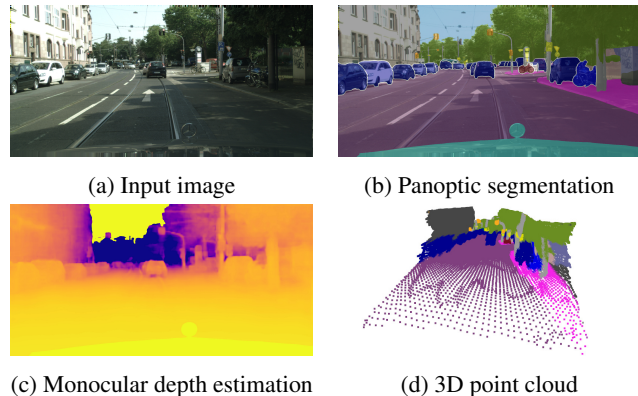 (a) Input image
(b) Panoptic segmentation
(c) Monocular depth estimation
(d) 3D point cloud